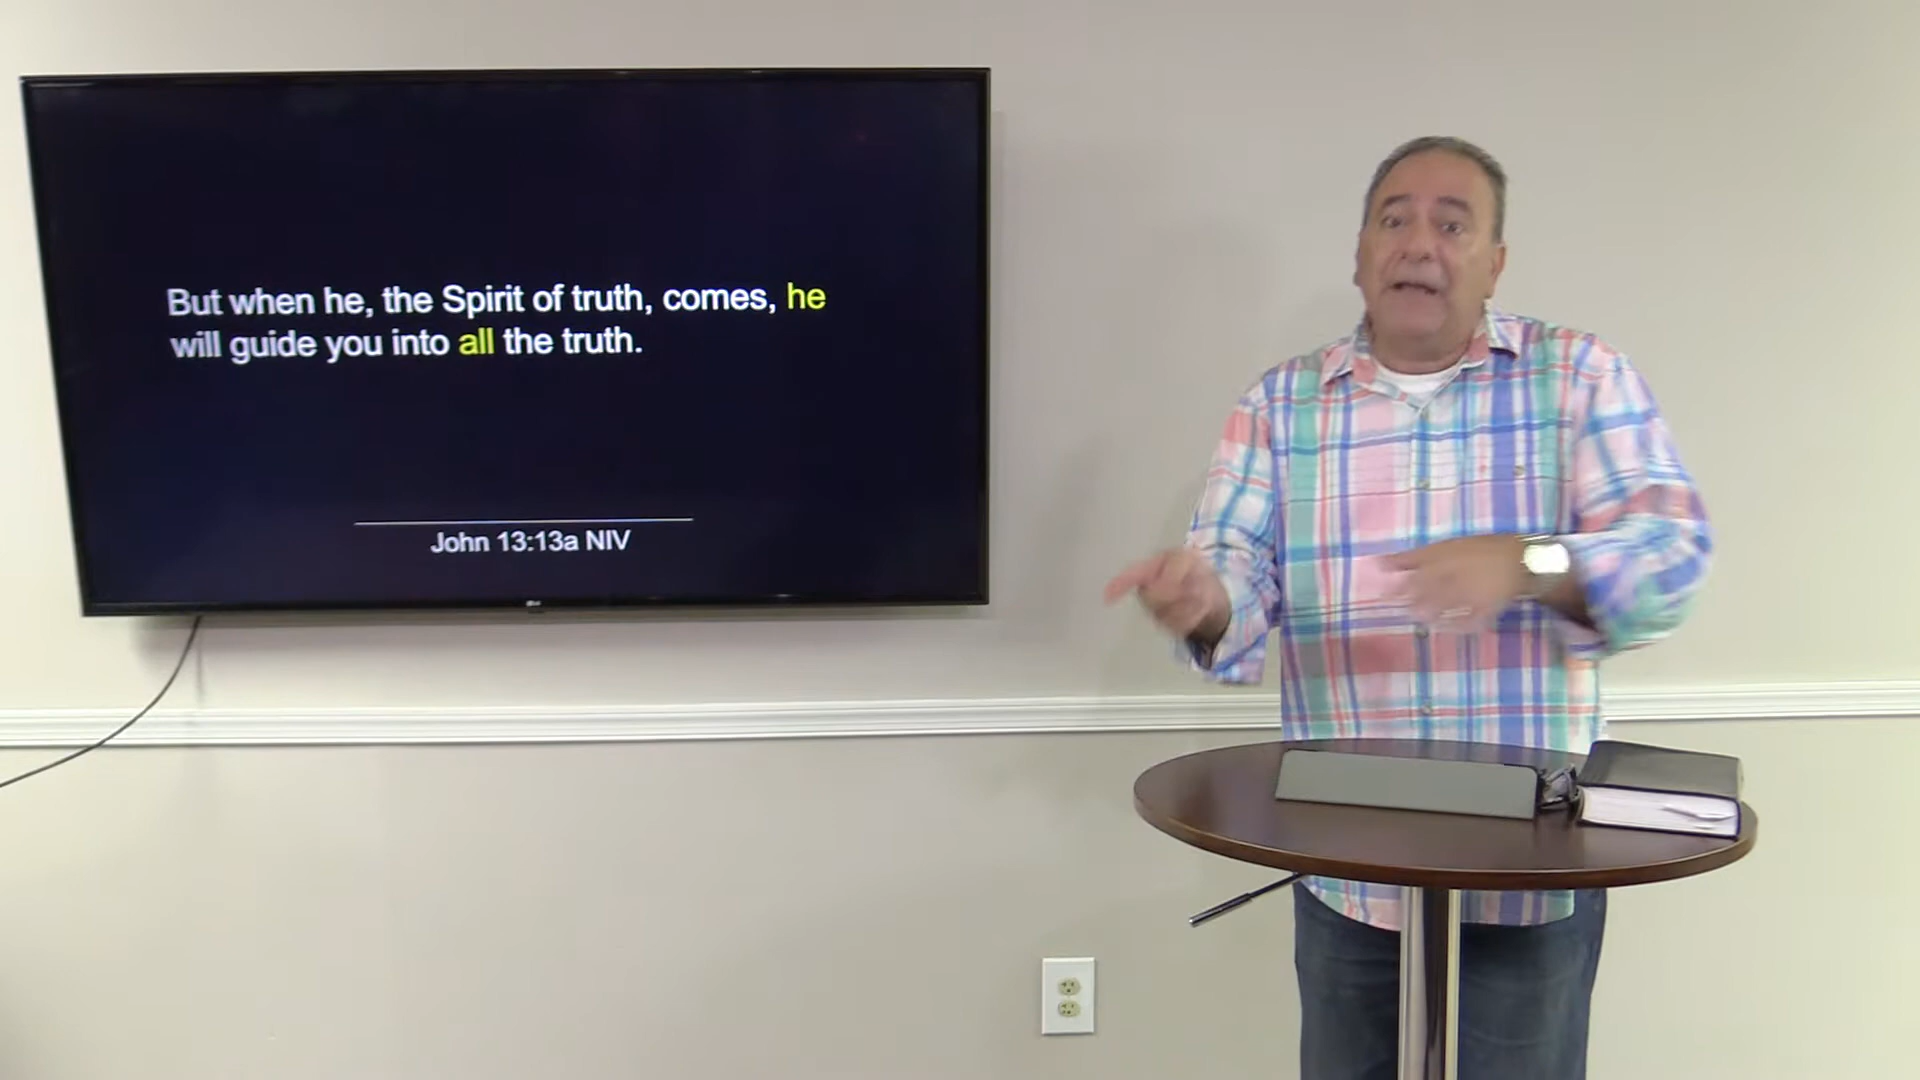 But when he, the Spirit of truth, comes, he
will guide you into all the truth.
John 13:13a NIV